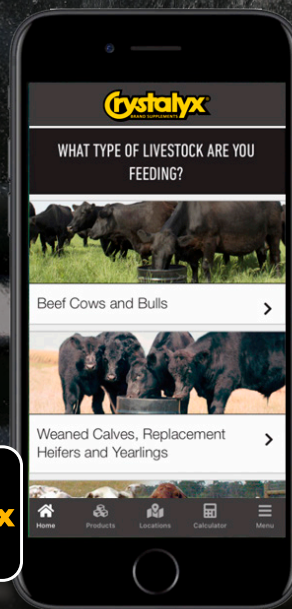 Crystalyx
BRAND SUPPLEMENTS
WHAT TYPE OF LIVESTOCK ARE YOU
FEEDING?
Beef Cows and Bulls
Weaned Calves, Replacement
Heifers and Yearlings
x
Home Products Locations Calculator Menu